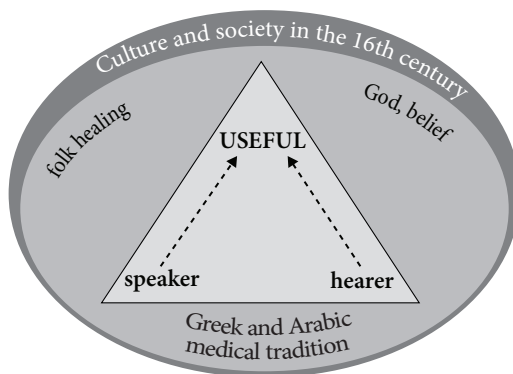 Culture and society in the 16th century
folk healing
God, belief
USEFUL
speaker
hearer
Greek and Arabic
medical tradition